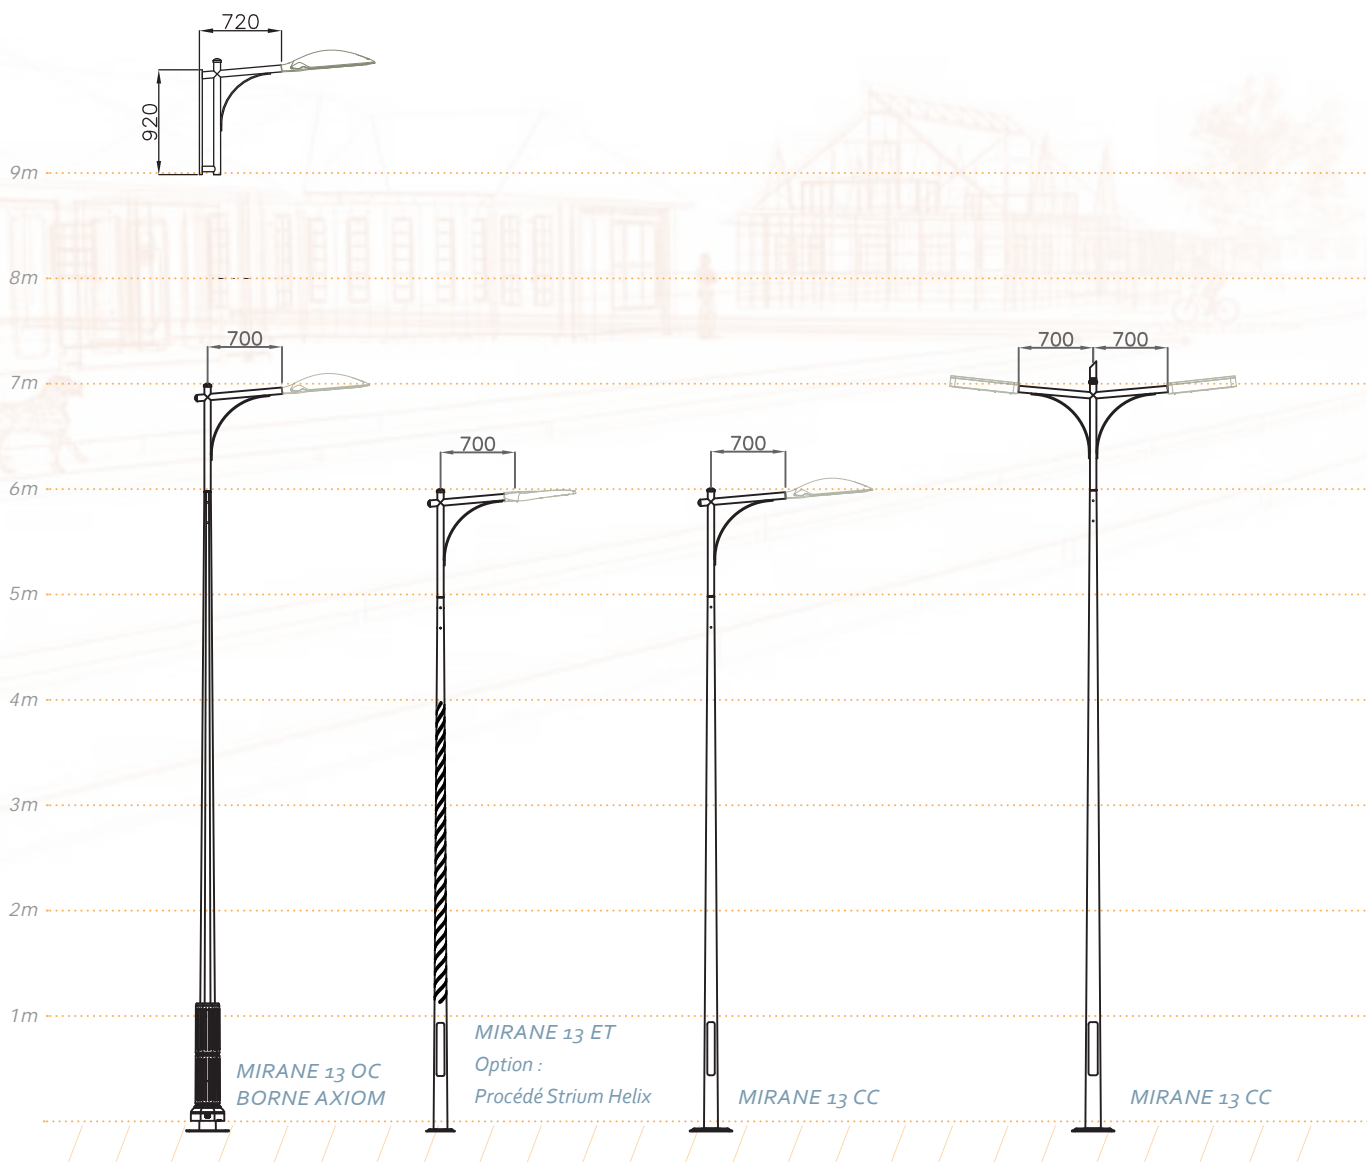 720
920
9m
8m
700
700 700
7m
700
700
6m
5m
4m
3m
2m
1m
MIRANE 13 OC
BORNE AXIOM
MIRANE 13 ET
Option :
Procédé Strium Helix
MIRANE 13 CC
MIRANE 13 CC